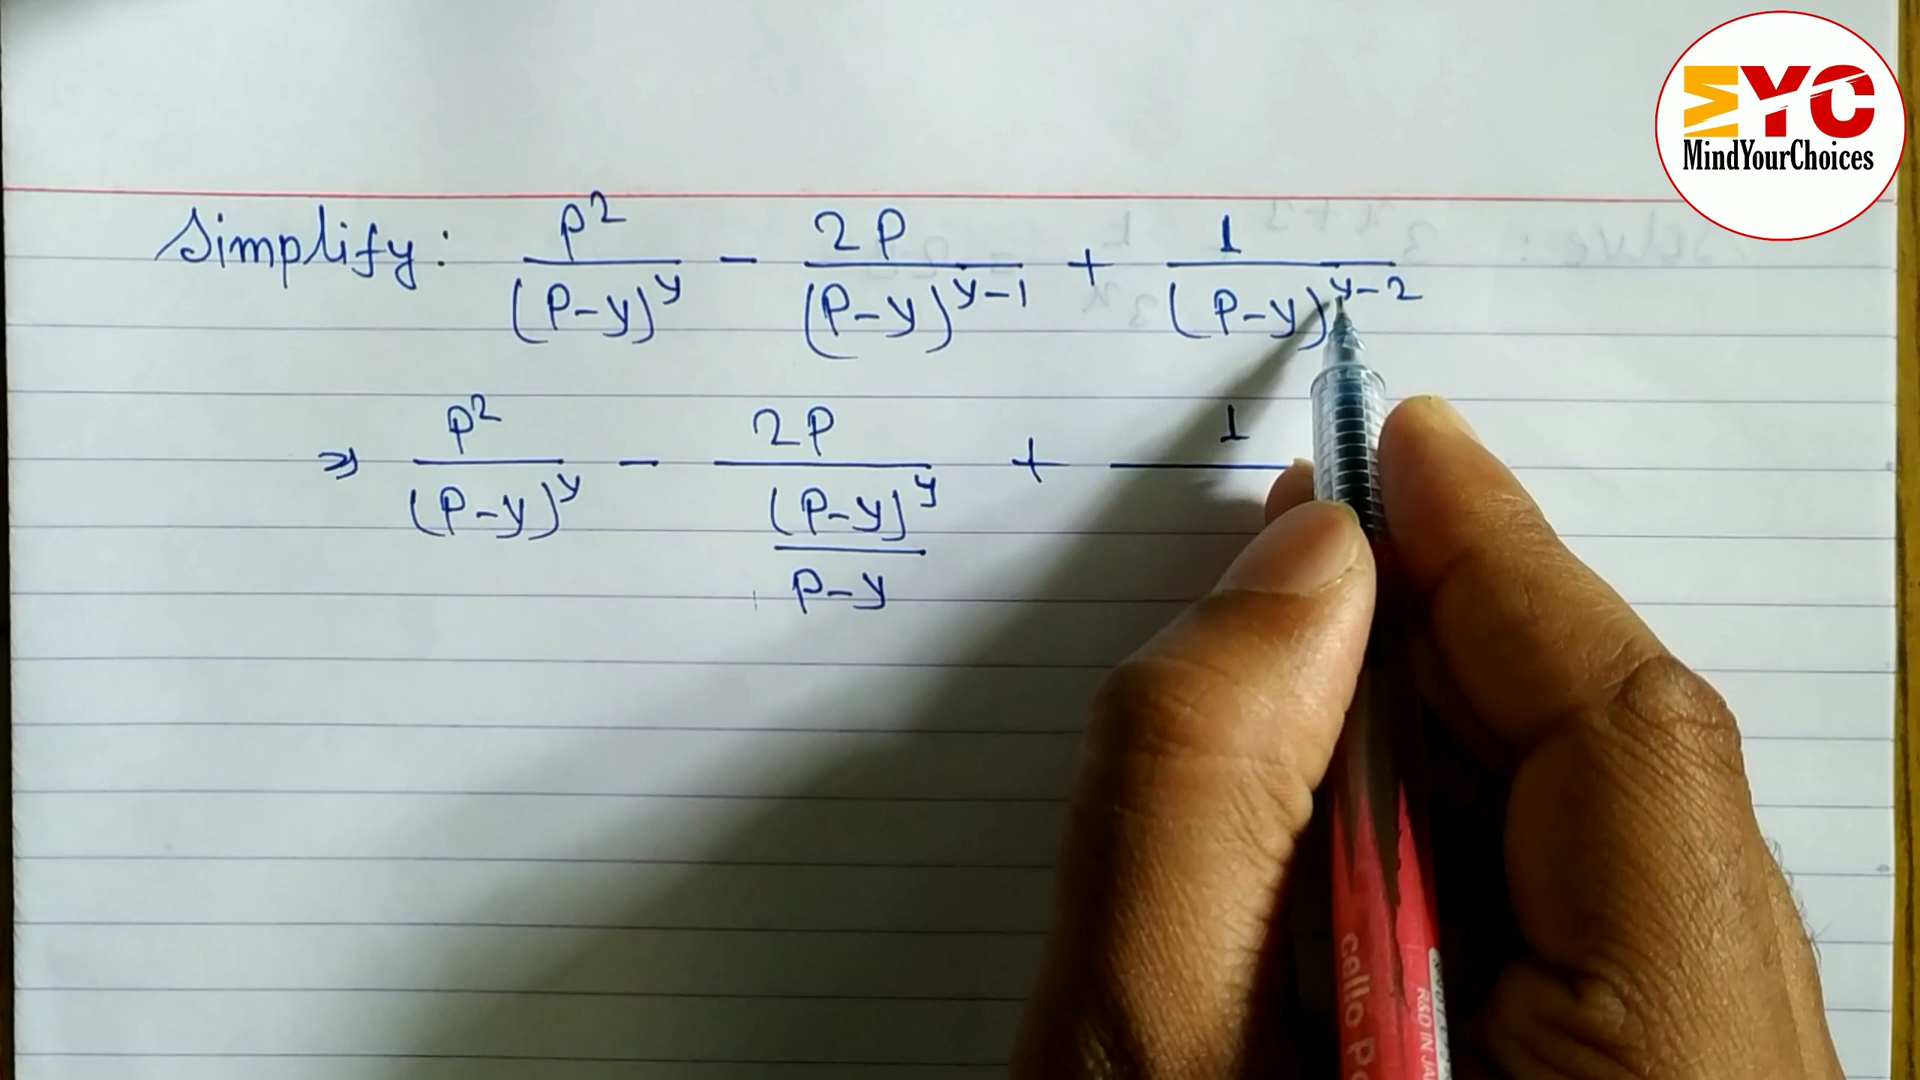 MYC
MindYourChoices
Simplify: P²/(P-y)^y - 2P/(P-y)^(y-1) + 1/(P-y)^(y-2)
⇒ P²/(P-y)^y - 2P/((P-y)^y/(P-y)) + 1/
cello